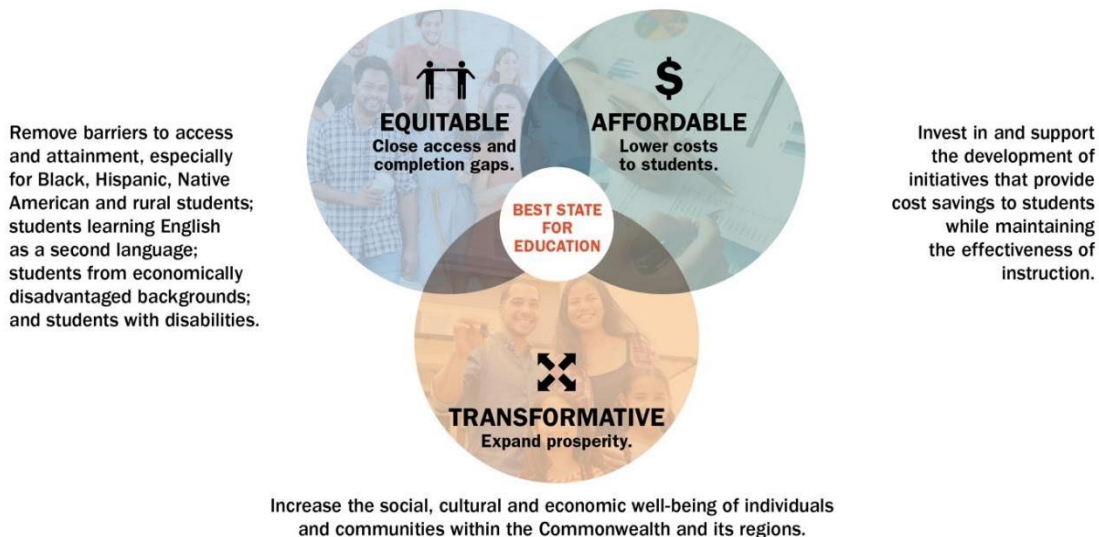 $
EQUITABLE
Close access and
completion gaps.
AFFORDABLE
Lower costs
to students.
Remove barriers to access
and attainment, especially
for Black, Hispanic, Native
American and rural students;
students learning English
as a second language;
students from economically
disadvantaged backgrounds;
and students with disabilities.
BEST STATE
FOR
EDUCATION
Invest in and support
the development of
initiatives that provide
cost savings to students
while maintaining
the effectiveness of
instruction.
TRANSFORMATIVE
Expand prosperity.
Increase the social, cultural and economic well-being of individuals
and communities within the Commonwealth and its regions.